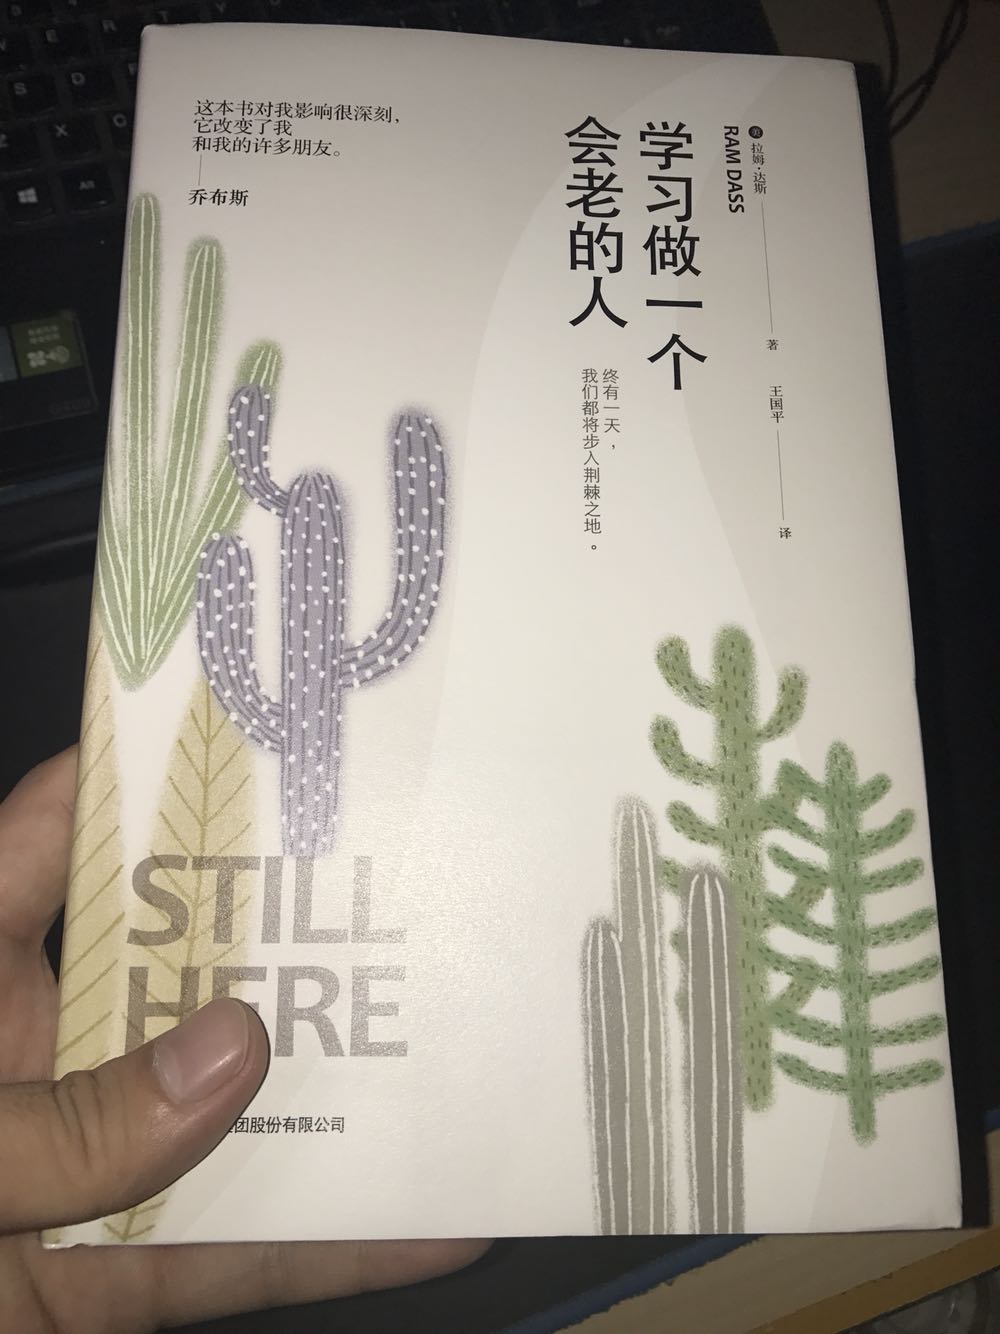 这本书对我影响很深刻，
它改变了我
和我的许多朋友。
乔布斯
学习做一个
会老的人
终有一天，
我们都将步入荆棘之地。
美 拉姆·达斯 著
RAM DASS
王国平 译
STILL
HERE
团股份有限公司
S
D
Z
X
Alt